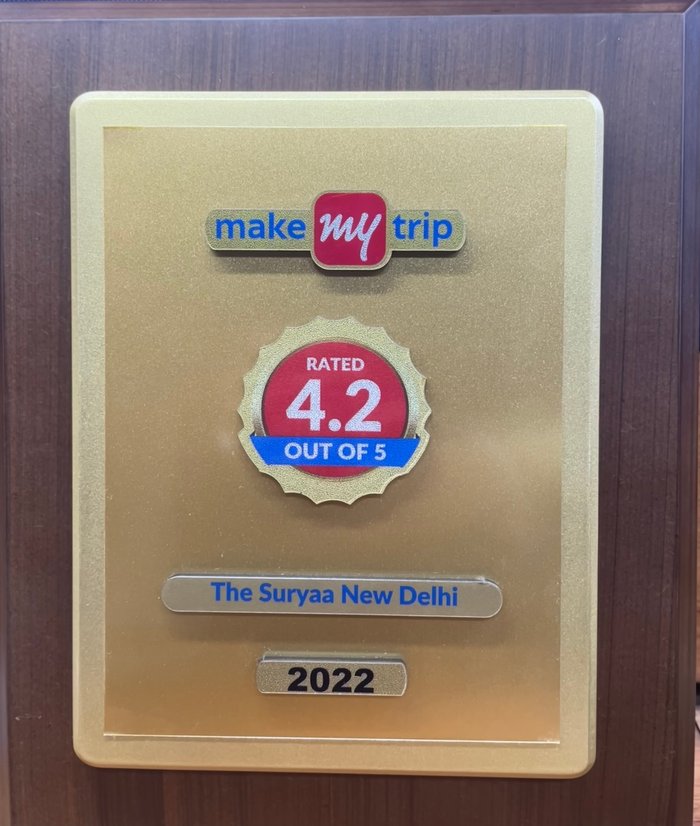 make my trip
RATED
4.2
OUT OF 5
The Suryaa New Delhi
2022